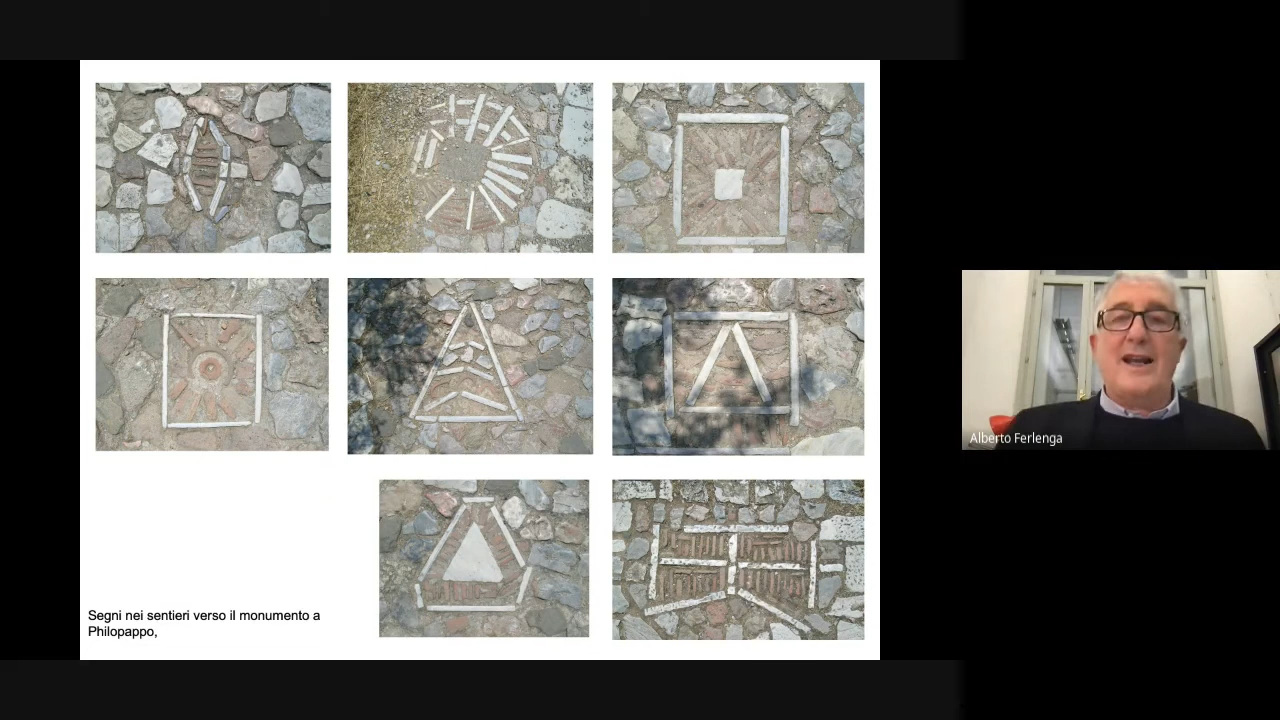 Segni nei sentieri verso il monumento a
Philopappo,
Alberto Ferlenga